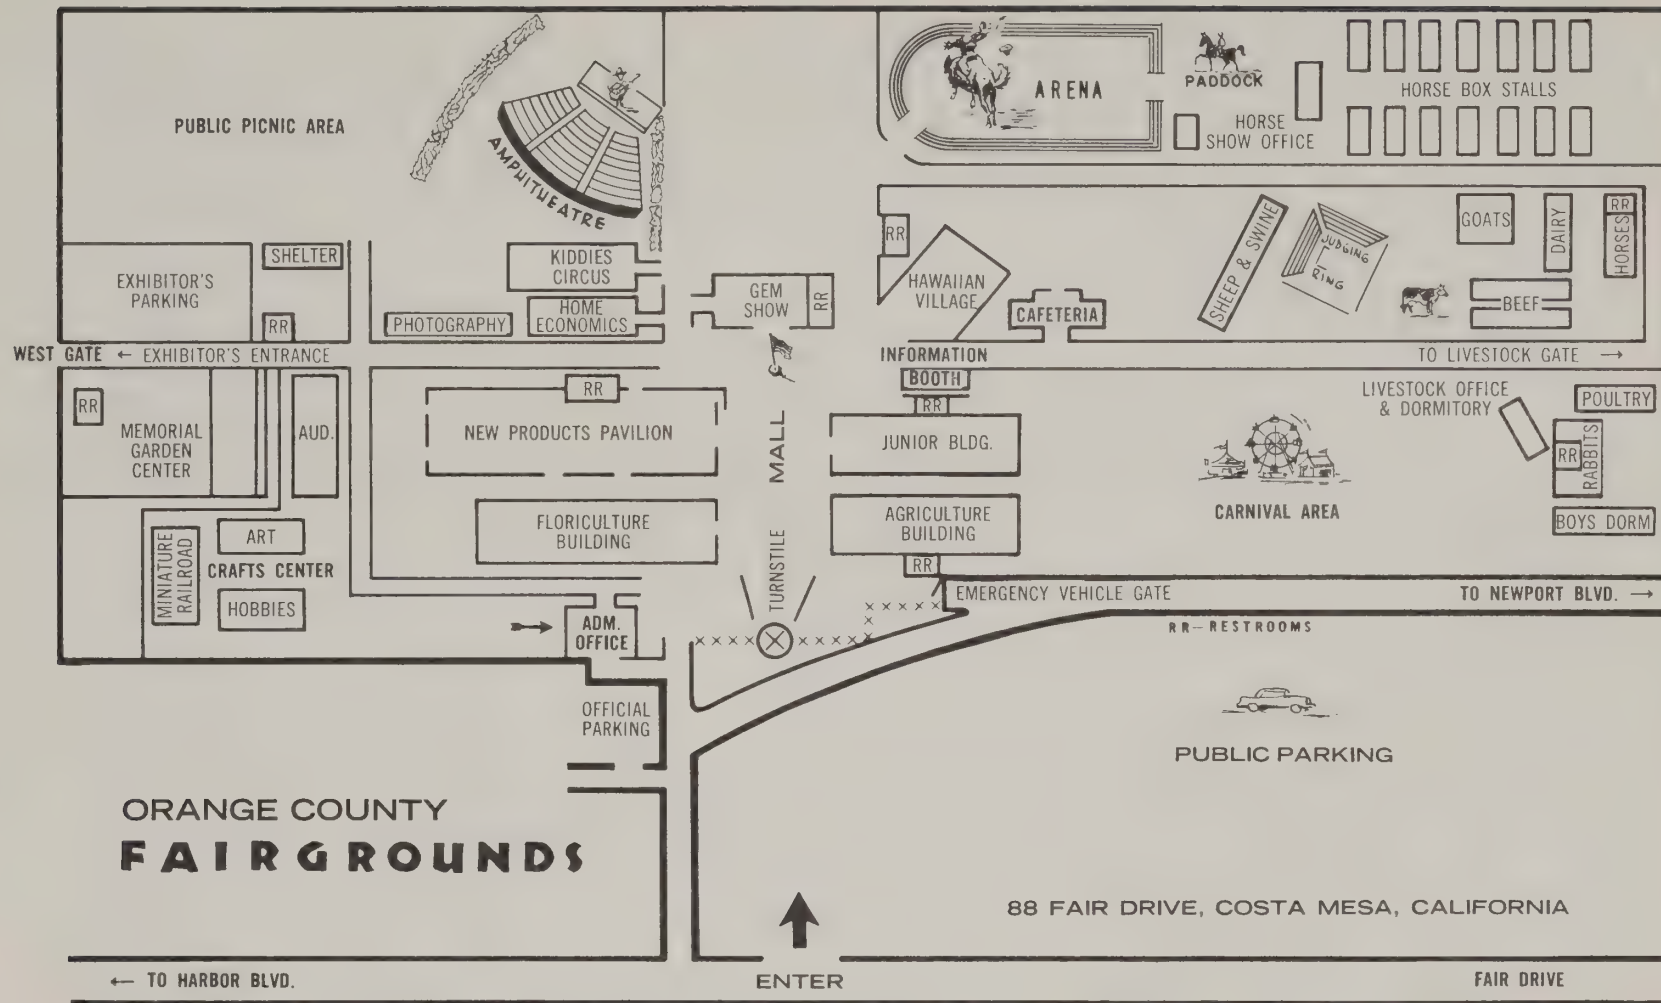 PUBLIC PICNIC AREA
AMPHITHEATRE
ARENA
PADDOCK
HORSE
SHOW OFFICE
HORSE BOX STALLS
EXHIBITOR'S
PARKING
SHELTER
RR
KIDDIES
CIRCUS
HOME
ECONOMICS
PHOTOGRAPHY
GEM
SHOW
RR
RR
HAWAIIAN
VILLAGE
CAFETERIA
SHEEP & SWINE
JUDGING
RING
GOATS
DAIRY
RR
HORSES
BEEF
WEST GATE ← EXHIBITOR'S ENTRANCE
INFORMATION
BOOTH
TO LIVESTOCK GATE →
RR
MEMORIAL
GARDEN
CENTER
AUD.
RR
NEW PRODUCTS PAVILION
MALL
RR
JUNIOR BLDG.
LIVESTOCK OFFICE
& DORMITORY
POULTRY
RR
RABBITS
BOYS DORM
CARNIVAL AREA
FLORICULTURE
BUILDING
AGRICULTURE
BUILDING
RR
TURNSTILE
MINIATURE
RAILROAD
ART
CRAFTS CENTER
HOBBIES
ADM.
OFFICE
EMERGENCY VEHICLE GATE
TO NEWPORT BLVD. →
RR—RESTROOMS
OFFICIAL
PARKING
PUBLIC PARKING
ORANGE COUNTY
FAIRGROUNDS
88 FAIR DRIVE, COSTA MESA, CALIFORNIA
← TO HARBOR BLVD.
ENTER
FAIR DRIVE